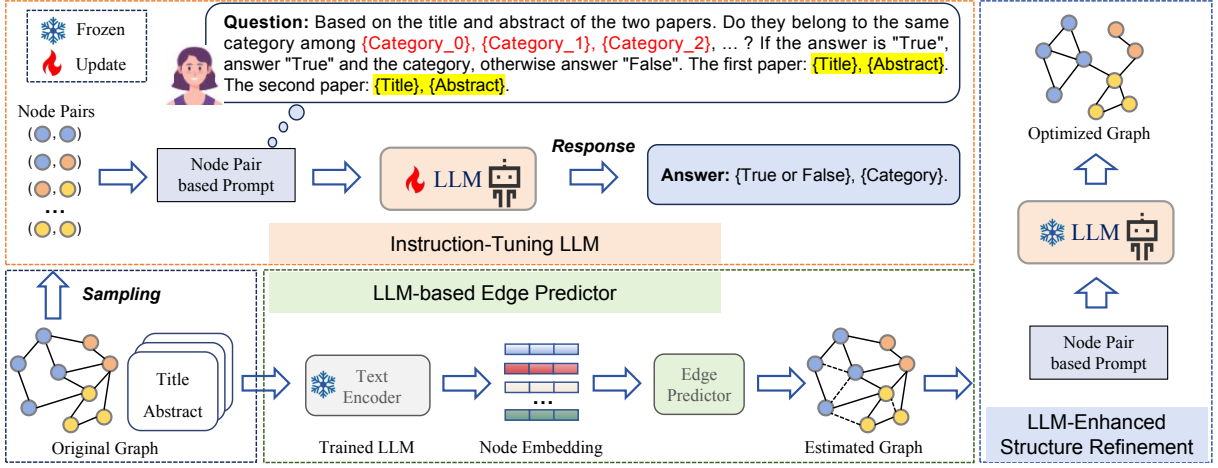 Frozen
Update
Question: Based on the title and abstract of the two papers. Do they belong to the same
category among {Category_0}, {Category_1}, {Category_2}, ... ? If the answer is "True",
answer "True" and the category, otherwise answer "False". The first paper: {Title}, {Abstract}.
The second paper: {Title}, {Abstract}.
Node Pairs
( , )
( , )
( , )
...
( , )
Node Pair
based Prompt
LLM
Response
Answer: {True or False}, {Category}.
Instruction-Tuning LLM
Sampling
Title
Abstract
Original Graph
LLM-based Edge Predictor
Text
Encoder
Trained LLM
...
Node Embedding
Edge
Predictor
Estimated Graph
Optimized Graph
LLM
Node Pair
based Prompt
LLM-Enhanced
Structure Refinement